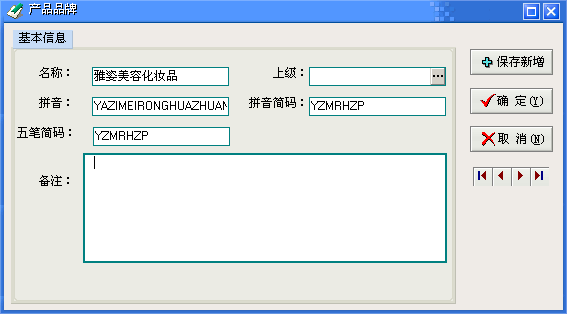 产品品牌
基本信息
名称： 雅姿美容化妆品 上级： ...
拼音： YAZIMEIRONGHUAZHUAN 拼音简码： YZMRHZP
五笔简码： YZMRHZP
备注：
保存新增
确 定(Y)
取 消(N)